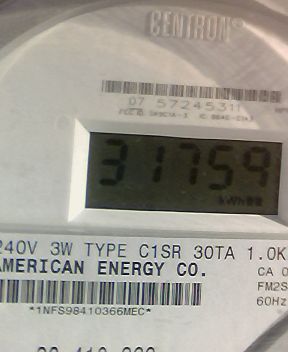 CENTRON®
07 57245311
31759
kWh
240V 3W TYPE C1SR 30TA 1.0K
AMERICAN ENERGY CO.
CA 0
FM2S
60Hz
*1NFS98410366MEC*